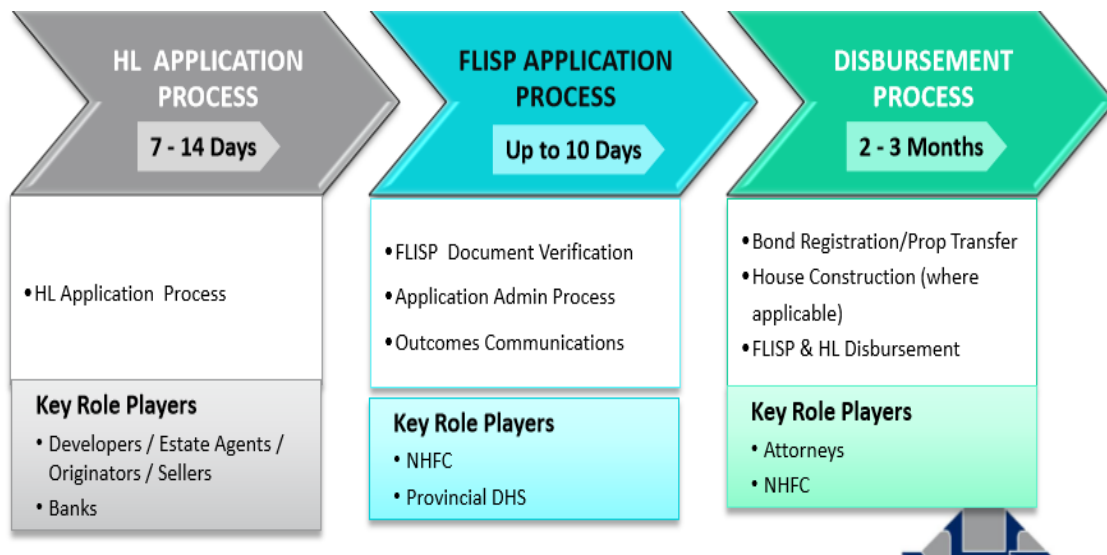 HL APPLICATION
PROCESS
7 - 14 Days
• HL Application Process
Key Role Players
• Developers / Estate Agents /
Originators / Sellers
• Banks
FLISP APPLICATION
PROCESS
Up to 10 Days
• FLISP Document Verification
• Application Admin Process
• Outcomes Communications
Key Role Players
• NHFC
• Provincial DHS
DISBURSEMENT
PROCESS
2 - 3 Months
• Bond Registration/Prop Transfer
• House Construction (where
applicable)
• FLISP & HL Disbursement
Key Role Players
• Attorneys
• NHFC